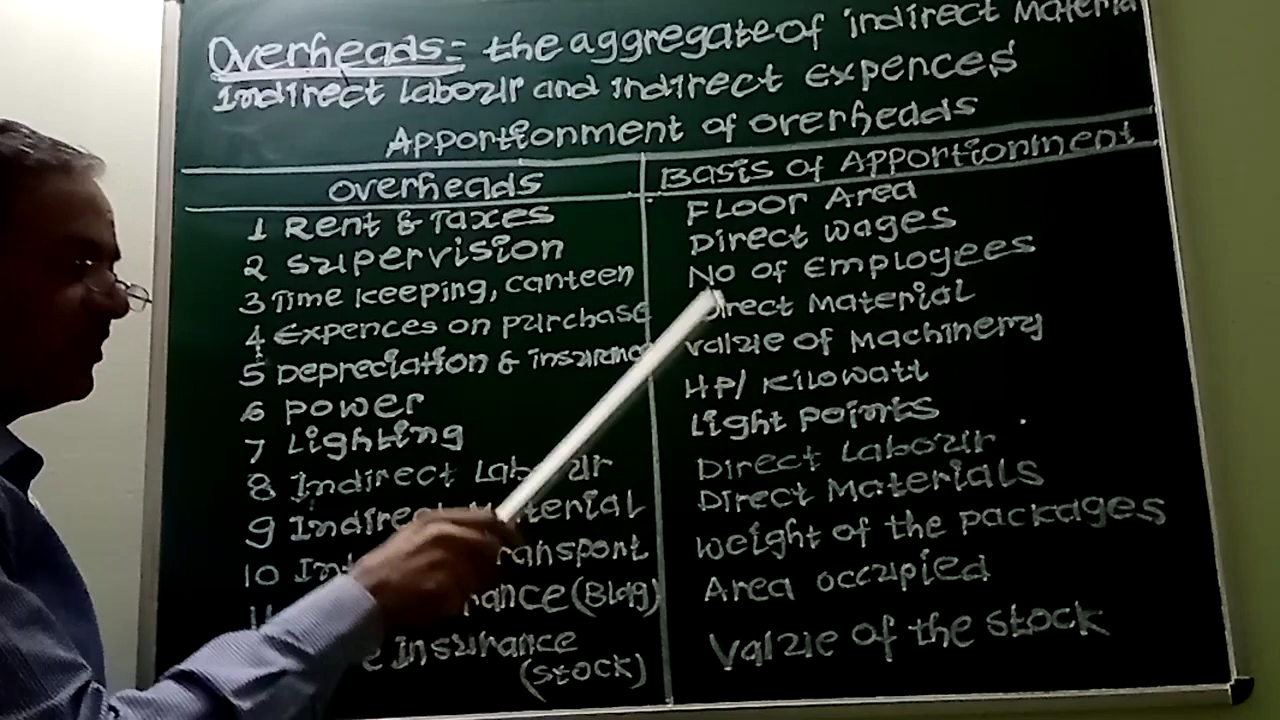 Overheads:- the aggregate of indirect Materia
Indirect Labour and indirect Expences
Apportionment of overheads
overheads Basis of Apportionment
1 Rent & Taxes Floor Area
2 supervision Direct wages
3 Time keeping, canteen No of Employees
4 Expences on purchase Direct Material
5 Depreciation & insurance value of Machinery
6 power HP/ Kilowatt
7 Lighting Light points
8 Indirect Labour Direct Labour
9 Indirect Material Direct Materials
10 ransport weight of the packages
11 (Bldg) Area occupied
insurance Value of the stock
(stock)